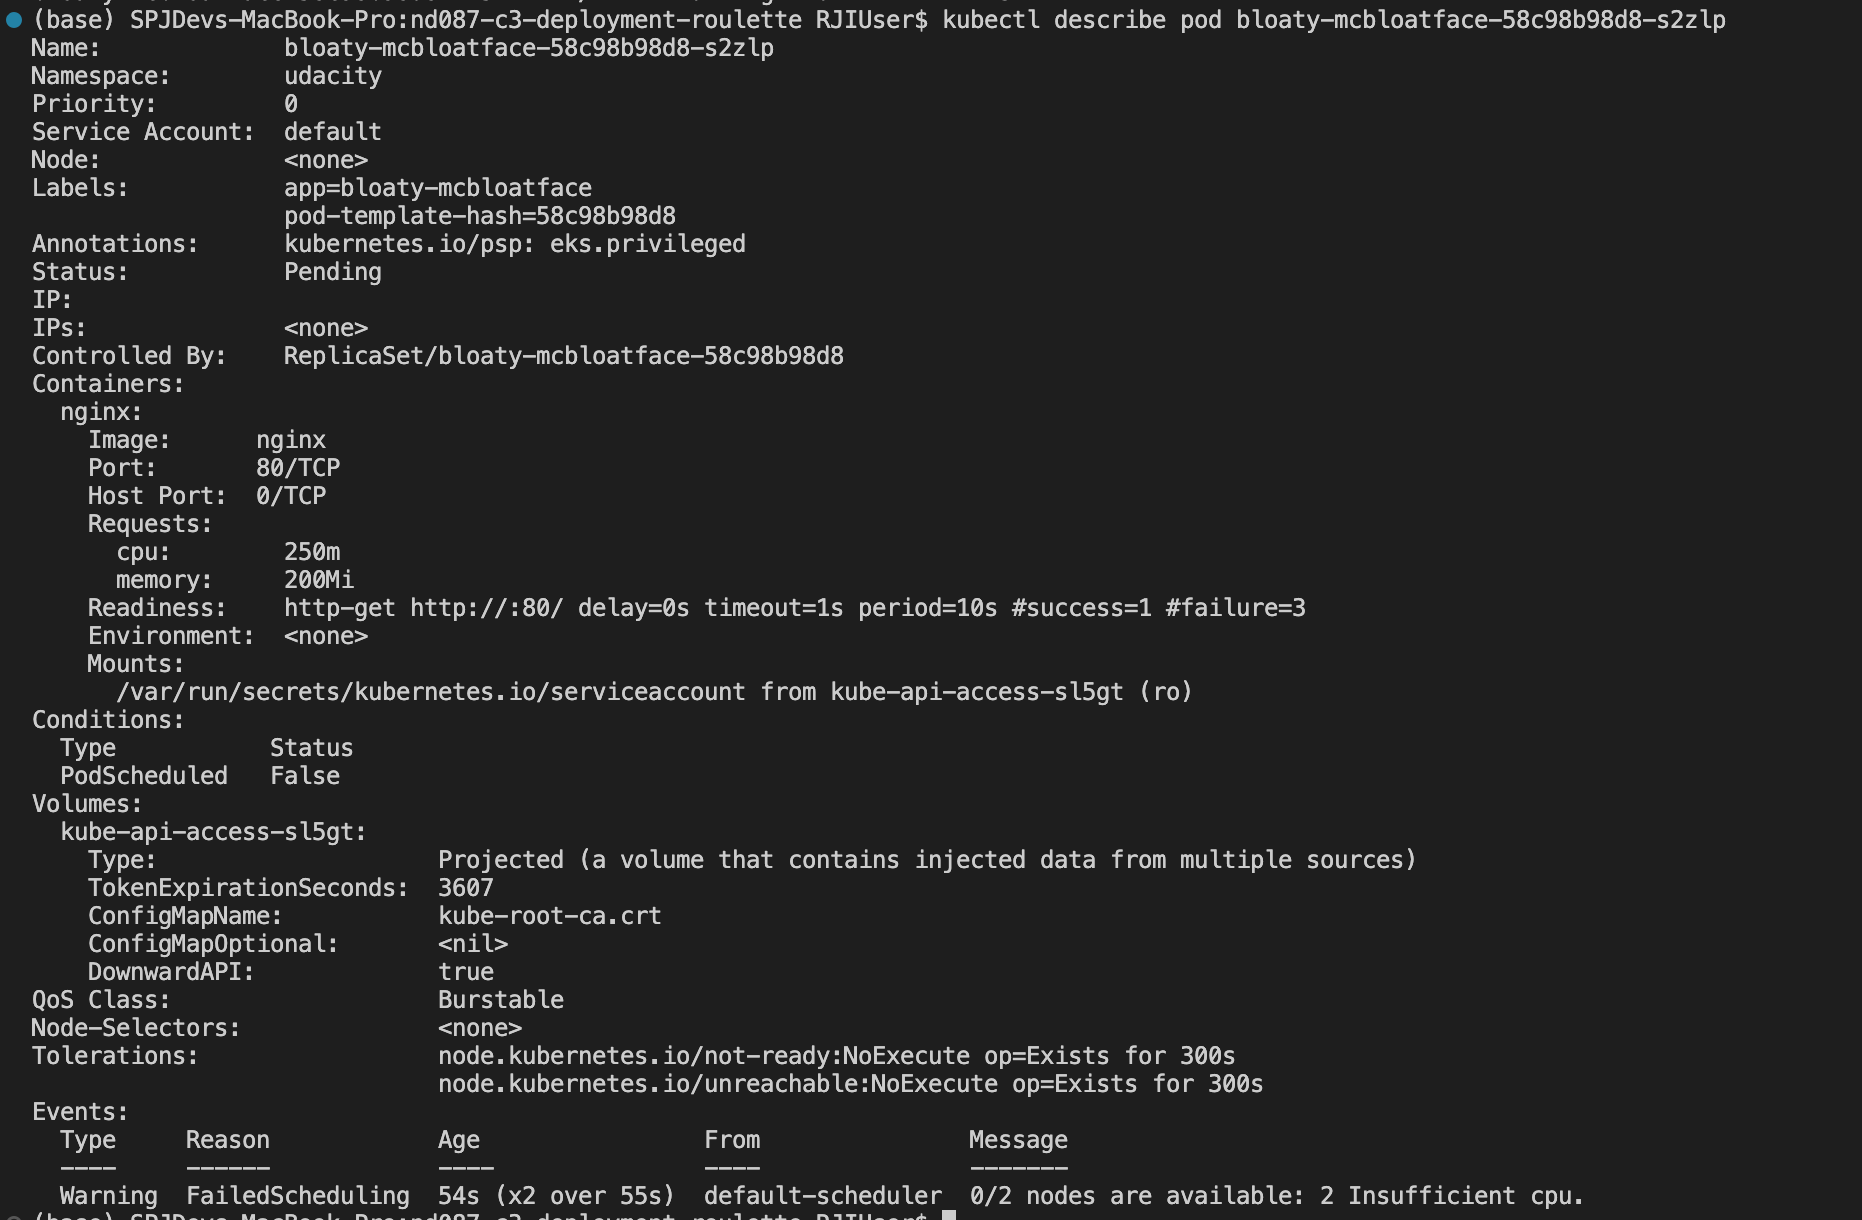 (base) SPJDevs-MacBook-Pro:nd087-c3-deployment-roulette RJIUser$ kubectl describe pod bloaty-mcbloatface-58c98b98d8-s2zlp
Name:             bloaty-mcbloatface-58c98b98d8-s2zlp
Namespace:        udacity
Priority:         0
Service Account:  default
Node:             <none>
Labels:           app=bloaty-mcbloatface
                  pod-template-hash=58c98b98d8
Annotations:      kubernetes.io/psp: eks.privileged
Status:           Pending
IP:
IPs:              <none>
Controlled By:    ReplicaSet/bloaty-mcbloatface-58c98b98d8
Containers:
  nginx:
    Image:      nginx
    Port:       80/TCP
    Host Port:  0/TCP
    Requests:
      cpu:        250m
      memory:     200Mi
    Readiness:    http-get http://:80/ delay=0s timeout=1s period=10s #success=1 #failure=3
    Environment:  <none>
    Mounts:
      /var/run/secrets/kubernetes.io/serviceaccount from kube-api-access-sl5gt (ro)
Conditions:
  Type           Status
  PodScheduled   False
Volumes:
  kube-api-access-sl5gt:
    Type:                    Projected (a volume that contains injected data from multiple sources)
    TokenExpirationSeconds:  3607
    ConfigMapName:           kube-root-ca.crt
    ConfigMapOptional:       <nil>
    DownwardAPI:             true
QoS Class:                   Burstable
Node-Selectors:              <none>
Tolerations:                 node.kubernetes.io/not-ready:NoExecute op=Exists for 300s
                             node.kubernetes.io/unreachable:NoExecute op=Exists for 300s
Events:
  Type     Reason            Age                From               Message
  ----     ------            ----               ----               -------
  Warning  FailedScheduling  54s (x2 over 55s)  default-scheduler  0/2 nodes are available: 2 Insufficient cpu.
(base) SPJDevs-MacBook-Pro:nd087-c3-deployment-roulette RJIUser$